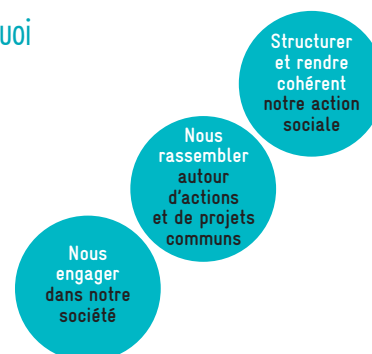 uoi
Structurer
et rendre
cohérent
notre action
sociale
Nous
rassembler
autour
d'actions
et de projets
communs
Nous
engager
dans notre
société